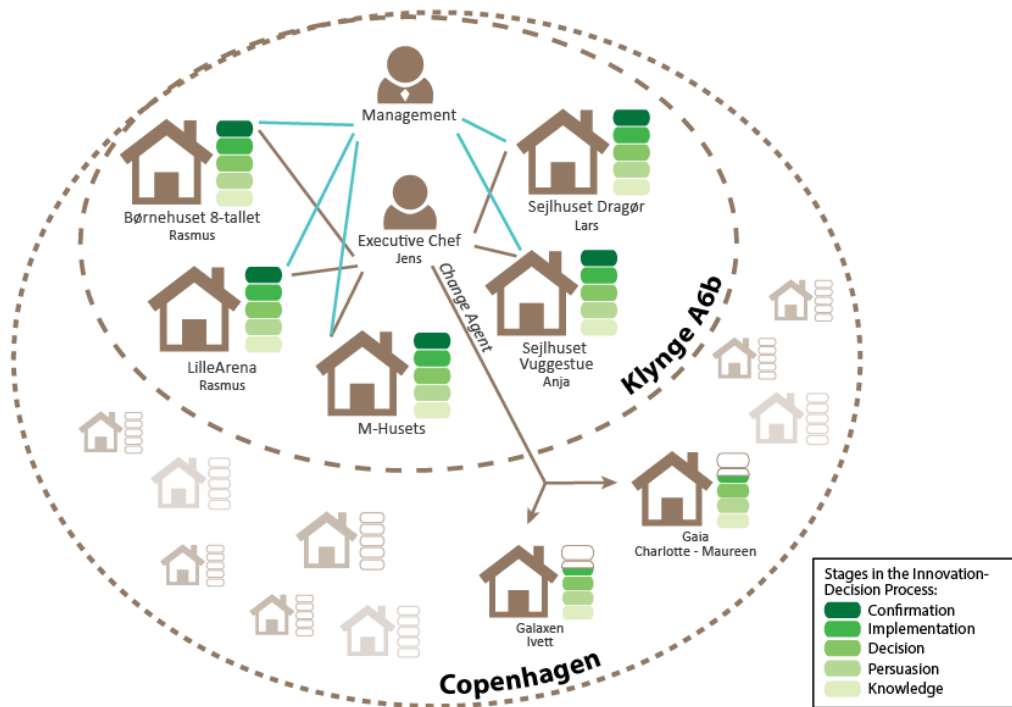 Management
Børnehuset 8-tallet
Rasmus
Executive Chef
Jens
Sejlhuset Dragør
Lars
LilleArena
Rasmus
M-Husets
Change Agent
Sejlhuset
Vuggestue
Anja
Klynge A6b
Gaia
Charlotte - Maureen
Galaxen
Ivett
Copenhagen
Stages in the Innovation-
Decision Process:
Confirmation
Implementation
Decision
Persuasion
Knowledge